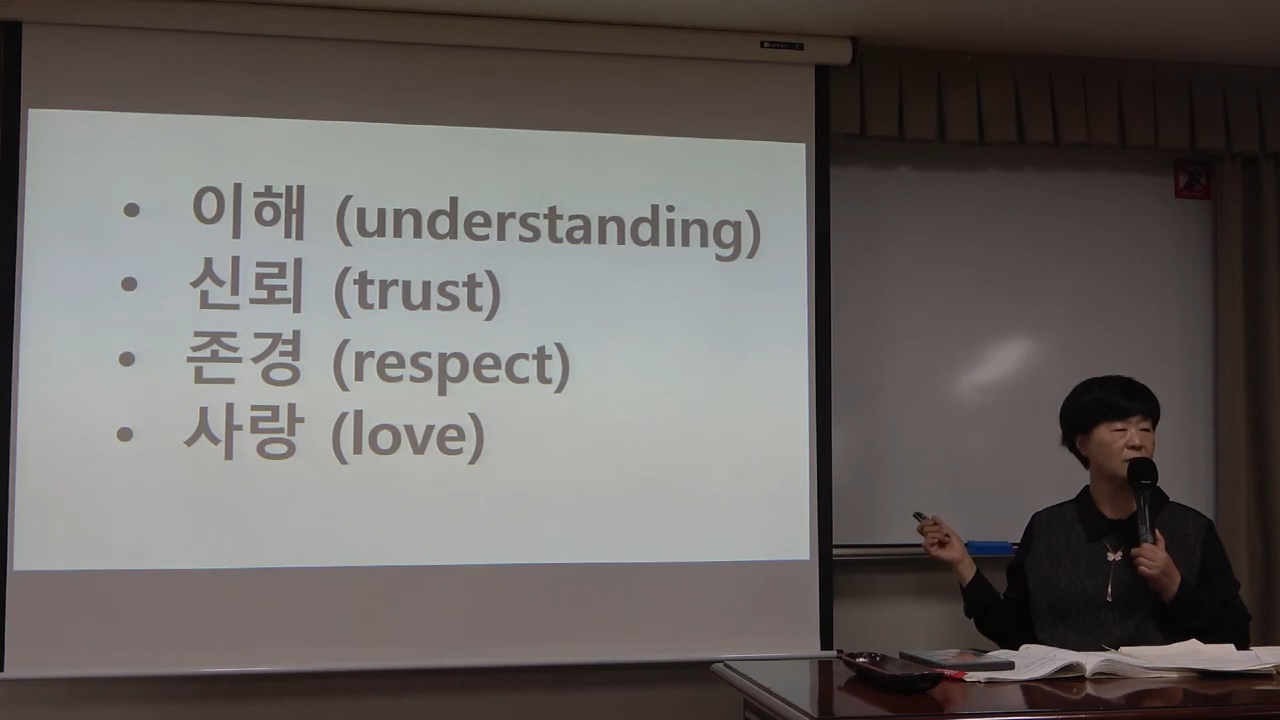 • 이해 (understanding)
• 신뢰 (trust)
• 존경 (respect)
• 사랑 (love)